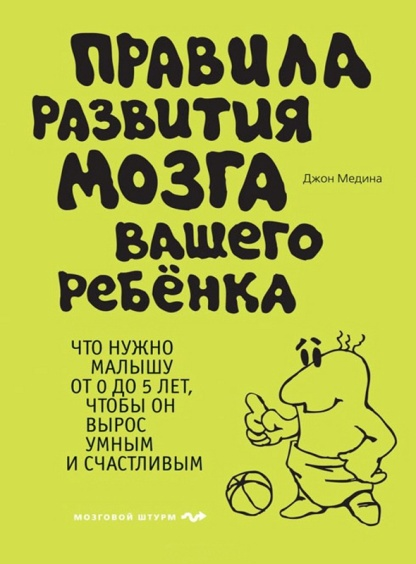 ПРАВИЛА
РАЗВИТИЯ
МОЗГА
Джон Медина
ВАШЕГО
РЕБЁНКА
ЧТО НУЖНО
МАЛЫШУ
ОТ 0 ДО 5 ЛЕТ,
ЧТОБЫ ОН
ВЫРОС
УМНЫМ
И СЧАСТЛИВЫМ
МОЗГОВОЙ ШТУРМ